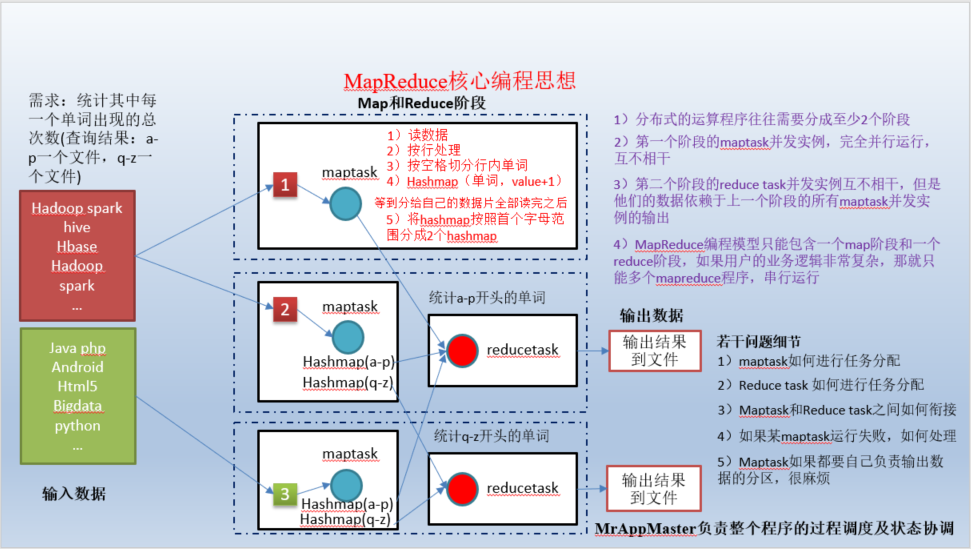 MapReduce核心编程思想
Map和Reduce阶段
需求：统计其中每
一个单词出现的总
次数(查询结果：a-
p一个文件，q-z一
个文件)
Hadoop spark
hive
Hbase
Hadoop
spark
...
Java php
Android
Html5
Bigdata
python
...
输入数据
1
maptask
1）读数据
2）按行处理
3）按空格切分行内单词
4）Hashmap（单词，value+1）
等到分给自己的数据片全部读完之后
5）将hashmap按照首个字母范
围分成2个hashmap
2
maptask
Hashmap(a-p)
Hashmap(q-z)
3
maptask
Hashmap(a-p)
Hashmap(q-z)
统计a-p开头的单词
reducetask
统计q-z开头的单词
reducetask
输出数据
输出结果
到文件
输出结果
到文件
1）分布式的运算程序往往需要分成至少2个阶段
2）第一个阶段的maptask并发实例，完全并行运行，
互不相干
3）第二个阶段的reduce task并发实例互不相干，但是
他们的数据依赖于上一个阶段的所有maptask并发实
例的输出
4）MapReduce编程模型只能包含一个map阶段和一个
reduce阶段，如果用户的业务逻辑非常复杂，那就只
能多个mapreduce程序，串行运行
若干问题细节
1）maptask如何进行任务分配
2）Reduce task 如何进行任务分配
3）Maptask和Reduce task之间如何衔接
4）如果某maptask运行失败，如何处理
5）Maptask如果都要自己负责输出数
据的分区，很麻烦
MrAppMaster负责整个程序的过程调度及状态协调